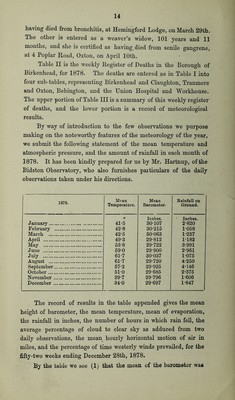 14
having died from bronchitis, at Hemingford Lodge, on March 29th.
The other is entered as a weaver's widow, 101 years and 11
months, and she is certified as having died from senile gangrene,
at 4 Poplar Road, Oxton, on April 10th.
Table II is the weekly Register of Deaths in the Borough of
Birkenhead, for 1878. The deaths are entered as in Table I into
four sub-tables, representing Birkenhead and Claughton, Tranmere
and Oxton, Bebington, and the Union Hospital and Workhouse.
The upper portion of Table III is a summary of this weekly register
of deaths, and the lower portion is a record of meteorological
results.
By way of introduction to the few observations we purpose
making on the noteworthy features of the meteorology of the year,
we submit the following statement of the mean temperature and
atmospheric pressure, and the amount of rainfall in each month of
1878. It has been kindly prepared for us by Mr. Hartnup, of the
Bidston Observatory, who also furnishes particulars of the daily
observations taken under his directions.
1878. Mean Temperature. Mean Barometer. Rainfall on Ground.
° Inches. Inches.
January 41·5 30·107 2·620
February 42·8 30·215 1·058
March 42·5 30·063 1·227
April 49·2 29·812 1·182
May 53·8 29·722 3·991
June 59·0 29·906 2·961
July 61·7 30·037 1·075
August 61·7 29·730 4·259
September 57·2 29·935 3·146
October 51·0 29·685 2·375
November 39·7 29·796 1·606
December 34·0 29·697 1·847
The record of results in the table appended gives the mean
height of barometer, the mean temperature, mean of evaporation,
the rainfall in inches, the number of hours in which rain fell, the
average percentage of cloud to clear sky as adduced from two
daily observations, the mean hourly horizontal motion of air in
miles, and the percentage of time westerly winds prevailed, for the
fifty-two weeks ending December 28th, 1878.
By the table we see (1) that the mean of the barometer was